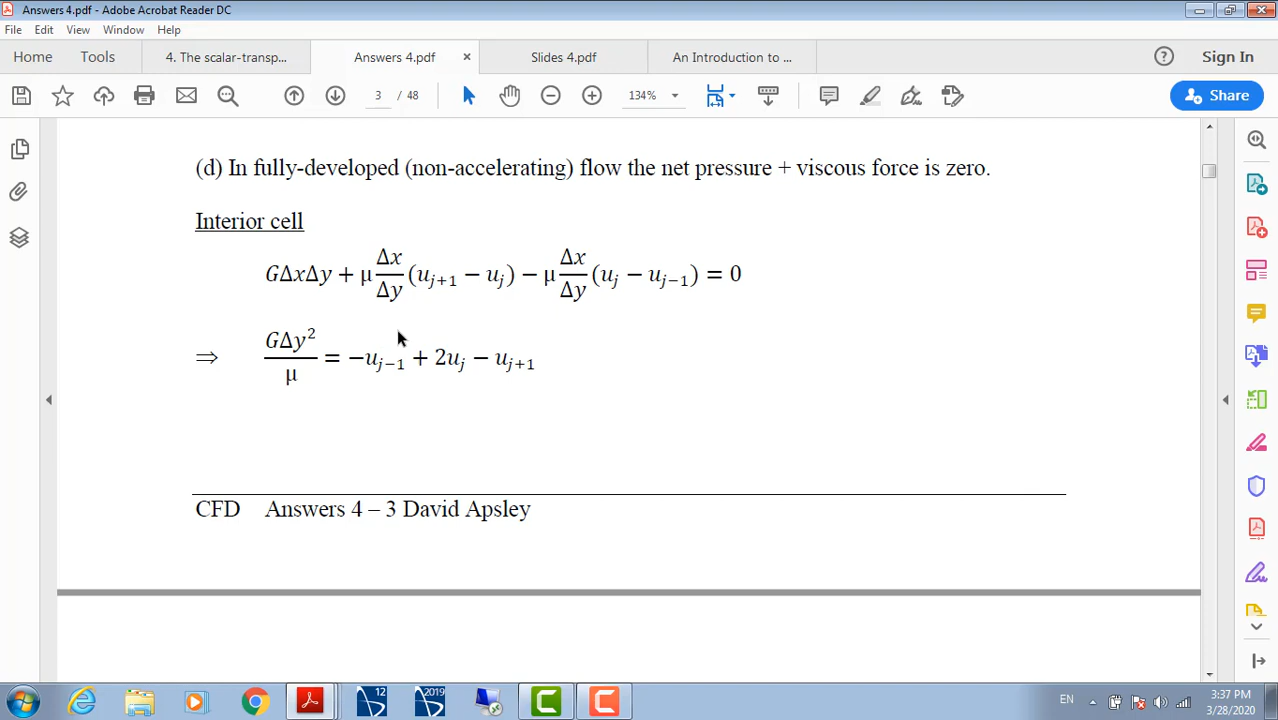 Answers 4.pdf - Adobe Acrobat Reader DC
File Edit View Window Help
Home Tools 4. The scalar-transp... Answers 4.pdf × Slides 4.pdf An Introduction to ... ? Sign In
3 / 48 134% Share
(d) In fully-developed (non-accelerating) flow the net pressure + viscous force is zero.
Interior cell
GΔxΔy + μ Δx/Δy (u_{j+1} − u_j) − μ Δx/Δy (u_j − u_{j−1}) = 0
⇒ GΔy²/μ = −u_{j−1} + 2u_j − u_{j+1}
CFD Answers 4 – 3 David Apsley
12 2019 EN 3:37 PM
3/28/2020